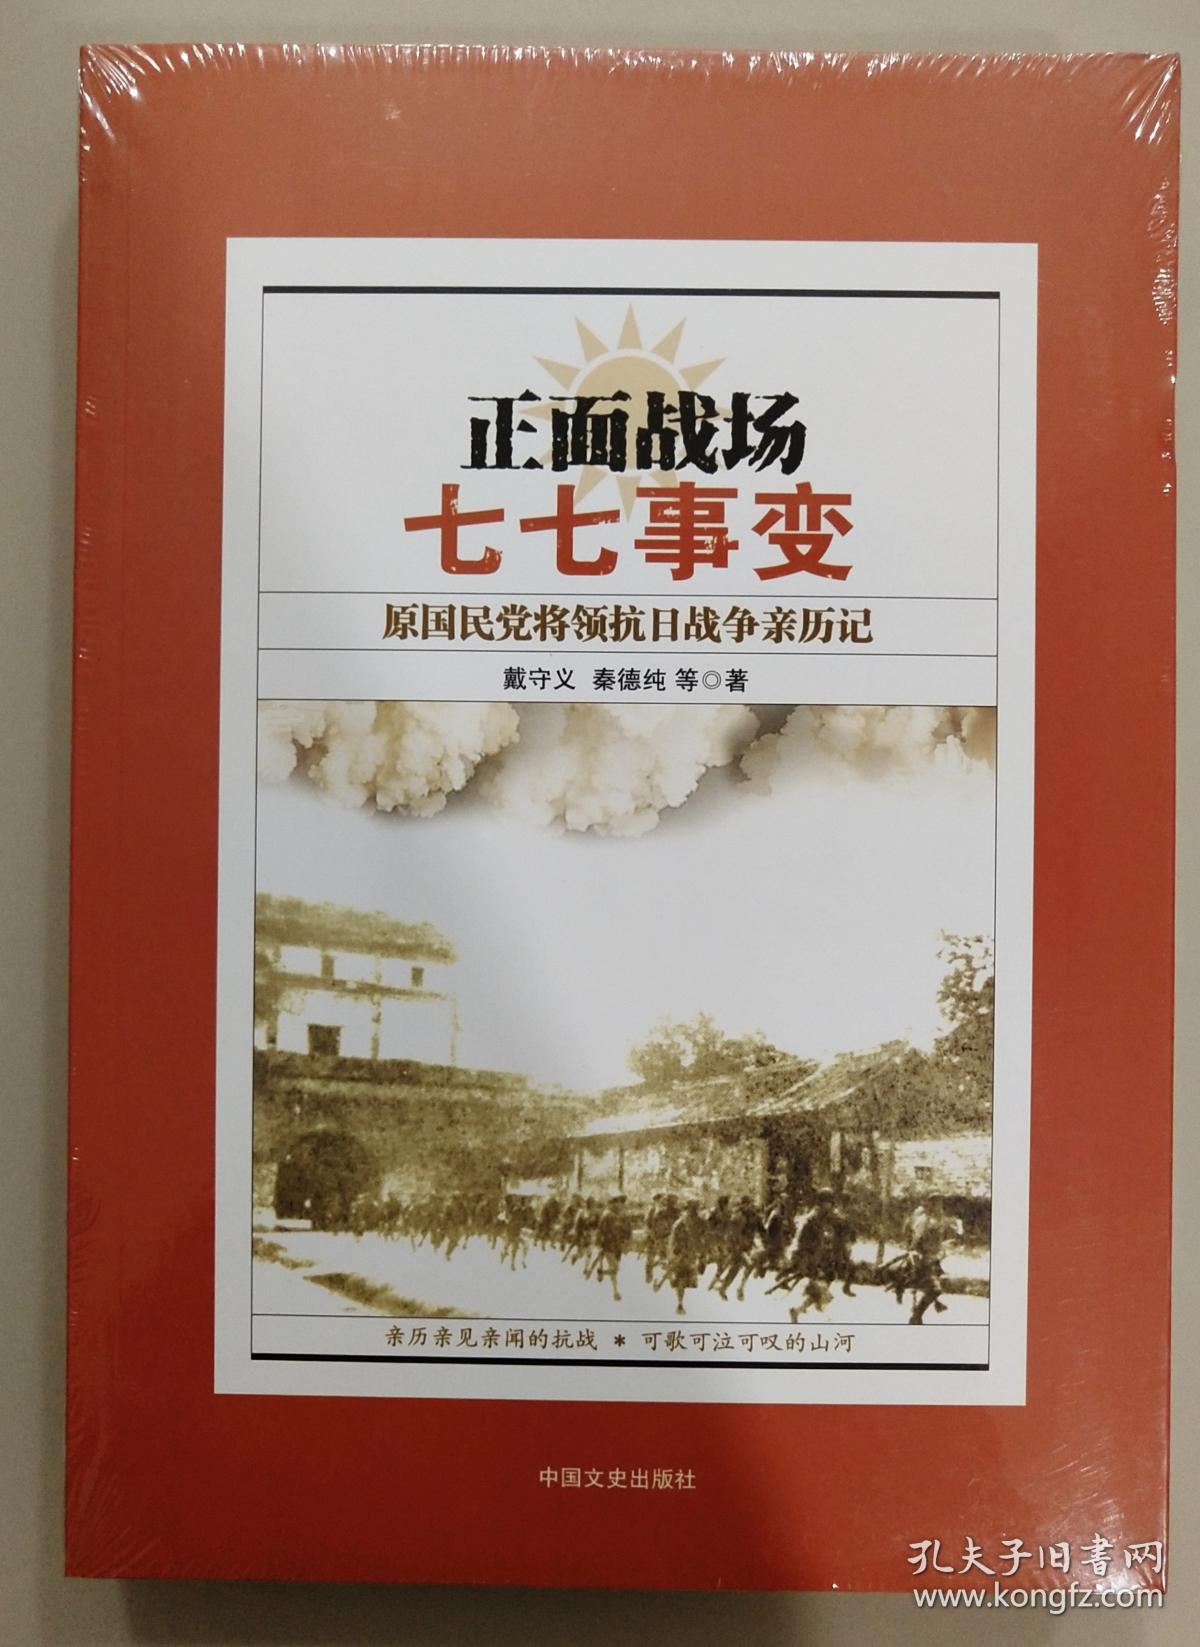 正面战场
七七事变
原国民党将领抗日战争亲历记
戴守义 秦德纯 等◎著
亲历亲见亲闻的抗战 * 可歌可泣可叹的山河
中国文史出版社
孔夫子旧书网
www.kongfz.com